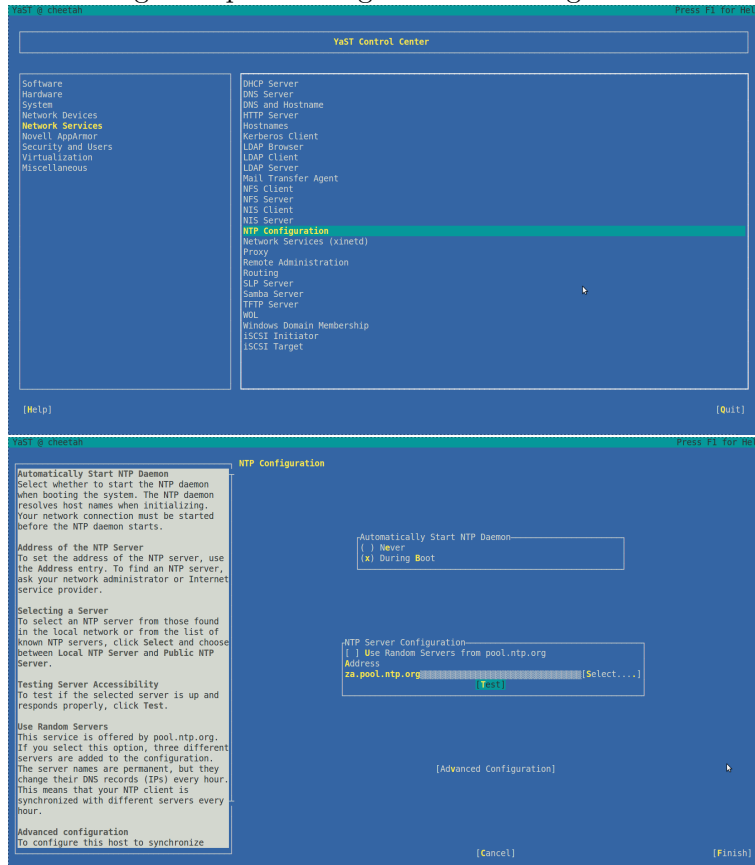 YaST @ cheetah Press F1 for Hel
YaST Control Center
Software
Hardware
System
Network Devices
Network Services
Novell AppArmor
Security and Users
Virtualization
Miscellaneous
DHCP Server
DNS Server
DNS and Hostname
HTTP Server
Hostnames
Kerberos Client
LDAP Browser
LDAP Client
LDAP Server
Mail Transfer Agent
NFS Client
NFS Server
NIS Client
NIS Server
NTP Configuration
Network Services (xinetd)
Proxy
Remote Administration
Routing
SLP Server
Samba Server
TFTP Server
WOL
Windows Domain Membership
iSCSI Initiator
iSCSI Target
[Help] [Quit]
YaST @ cheetah Press F1 for Hel
Automatically Start NTP Daemon
Select whether to start the NTP daemon
when booting the system. The NTP daemon
resolves host names when initializing.
Your network connection must be started
before the NTP daemon starts.
Address of the NTP Server
To set the address of the NTP server, use
the Address entry. To find an NTP server,
ask your network administrator or Internet
service provider.
Selecting a Server
To select an NTP server from those found
in the local network or from the list of
known NTP servers, click Select and choose
between Local NTP Server and Public NTP
Server.
Testing Server Accessibility
To test if the selected server is up and
responds properly, click Test.
Use Random Servers
This service is offered by pool.ntp.org.
If you select this option, three different
servers are added to the configuration.
The server names are permanent, but they
change their DNS records (IPs) every hour.
This means that your NTP client is
synchronized with different servers every
hour.
Advanced configuration
To configure this host to synchronize
NTP Configuration
Automatically Start NTP Daemon
( ) Never
(x) During Boot
NTP Server Configuration
[ ] Use Random Servers from pool.ntp.org
Address
za.pool.ntp.org [Select....]
[Test]
[Advanced Configuration]
[Cancel] [Finish]